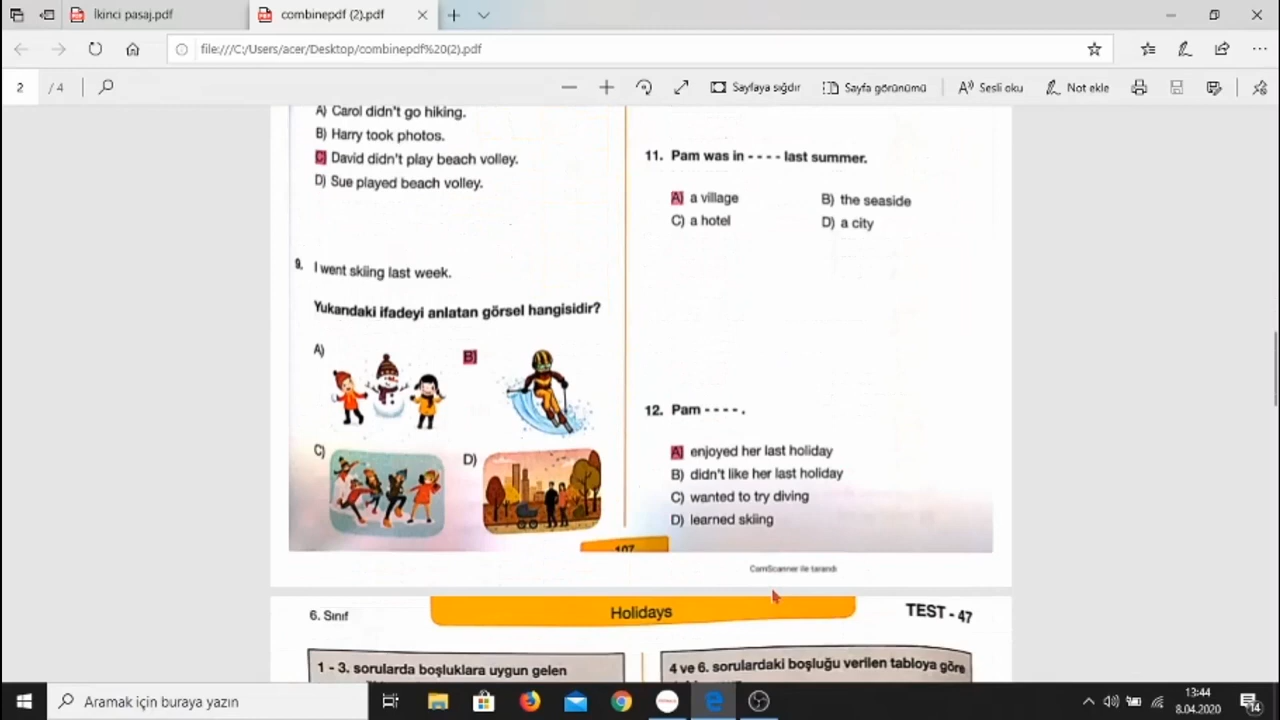 İkinci pasaj.pdf
combinepdf (2).pdf
file:///C:/Users/acer/Desktop/combinepdf%20(2).pdf
2 / 4
Sayfaya sığdır
Sayfa görünümü
Sesli oku
Not ekle
A) Carol didn't go hiking.
B) Harry took photos.
C) David didn't play beach volley.
D) Sue played beach volley.
9. I went skiing last week.
Yukarıdaki ifadeyi anlatan görsel hangisidir?
A)
B)
C)
D)
11. Pam was in - - - - last summer.
A) a village
B) the seaside
C) a hotel
D) a city
12. Pam - - - - .
A) enjoyed her last holiday
B) didn't like her last holiday
C) wanted to try diving
D) learned skiing
107
CamScanner ile tarandı
6. Sınıf
Holidays
TEST - 47
1 - 3. sorularda boşluklara uygun gelen
4 ve 6. sorulardaki boşluğu verilen tabloya göre
Aramak için buraya yazın
13:44
8.04.2020
14